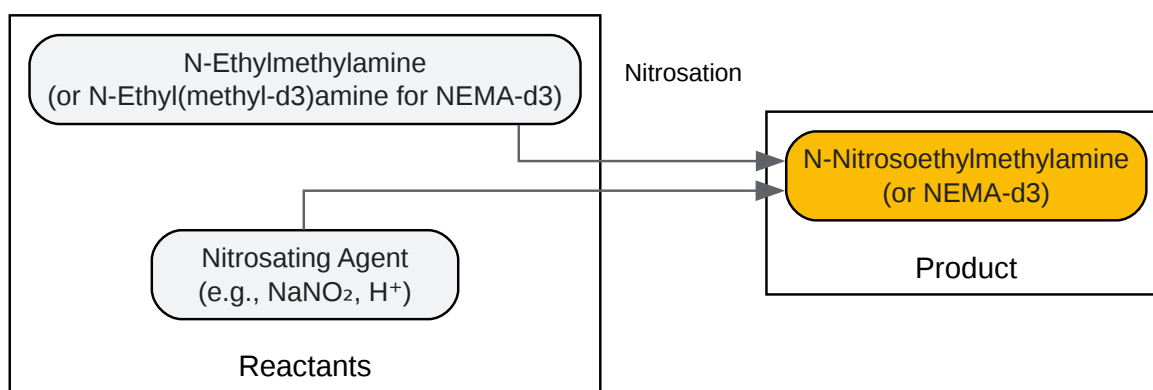 N-Ethylmethylamine
(or N-Ethyl(methyl-d3)amine for NEMA-d3)
Nitrosation
N-Nitrosoethylmethylamine
(or NEMA-d3)
Nitrosating Agent
(e.g., NaNO₂, H⁺)
Product
Reactants